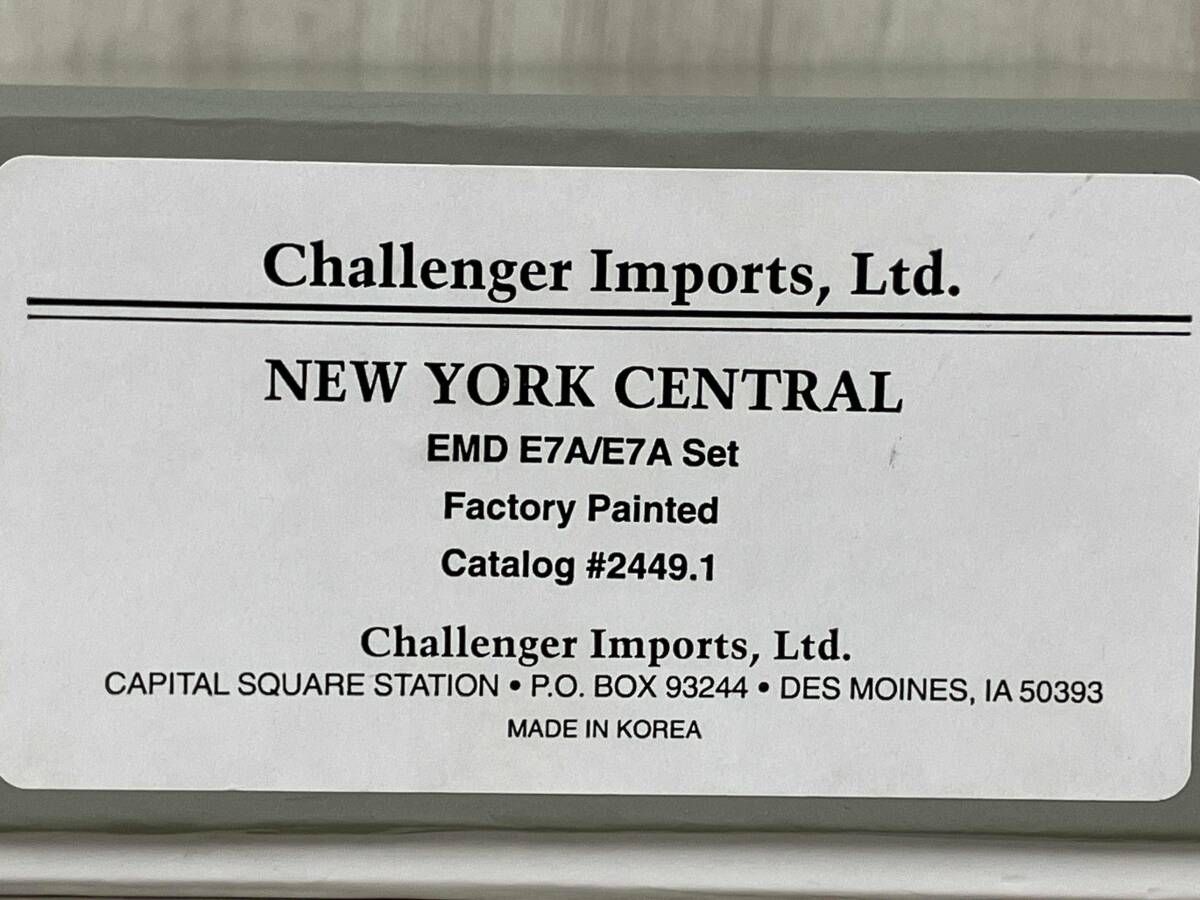 Challenger Imports, Ltd.
NEW YORK CENTRAL
EMD E7A/E7A Set
Factory Painted
Catalog #2449.1
Challenger Imports, Ltd.
CAPITAL SQUARE STATION • P.O. BOX 93244 • DES MOINES, IA 50393
MADE IN KOREA